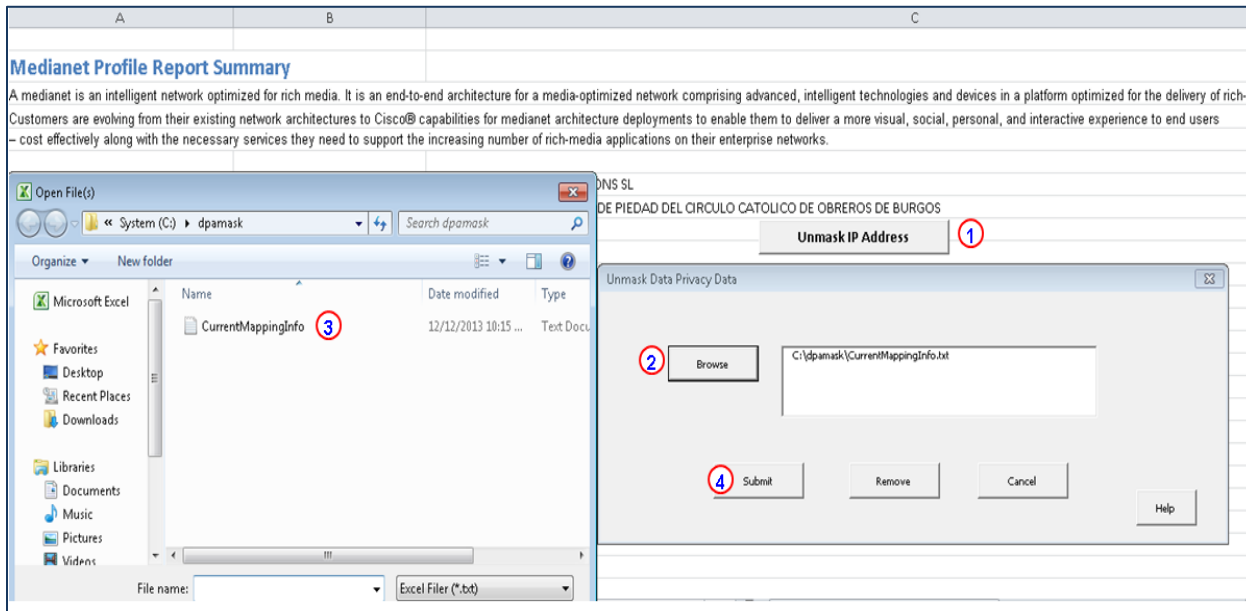 A B C
Medianet Profile Report Summary
A medianet is an intelligent network optimized for rich media. It is an end-to-end architecture for a media-optimized network comprising advanced, intelligent technologies and devices in a platform optimized for the delivery of rich-
Customers are evolving from their existing network architectures to Cisco® capabilities for medianet architecture deployments to enable them to deliver a more visual, social, personal, and interactive experience to end users
– cost effectively along with the necessary services they need to support the increasing number of rich-media applications on their enterprise networks.
ONS SL
DE PIEDAD DEL CIRCULO CATOLICO DE OBREROS DE BURGOS
Unmask IP Address 1
Open File(s)
« System (C:) dpamask Search dpamask
Organize New folder
Microsoft Excel
Favorites
Desktop
Recent Places
Downloads
Libraries
Documents
Music
Pictures
Videos
Name Date modified Type
CurrentMappingInfo 3 12/12/2013 10:15 ... Text Docu
File name: Excel Filer (*.txt)
Unmask Data Privacy Data
2 Browse C:\dpamask\CurrentMappingInfo.txt
4 Submit Remove Cancel
Help